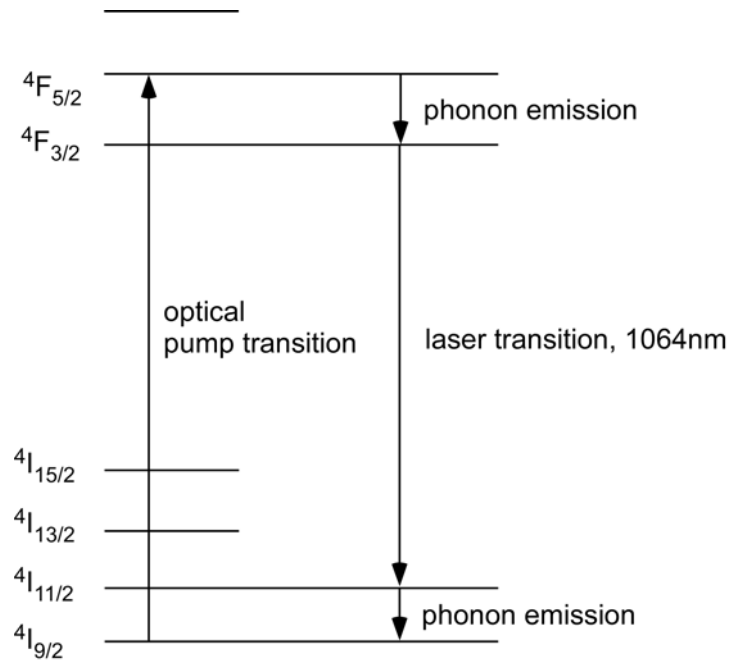 ⁴F₅/₂
phonon emission
⁴F₃/₂
optical
pump transition
laser transition, 1064nm
⁴I₁₅/₂
⁴I₁₃/₂
⁴I₁₁/₂
phonon emission
⁴I₉/₂